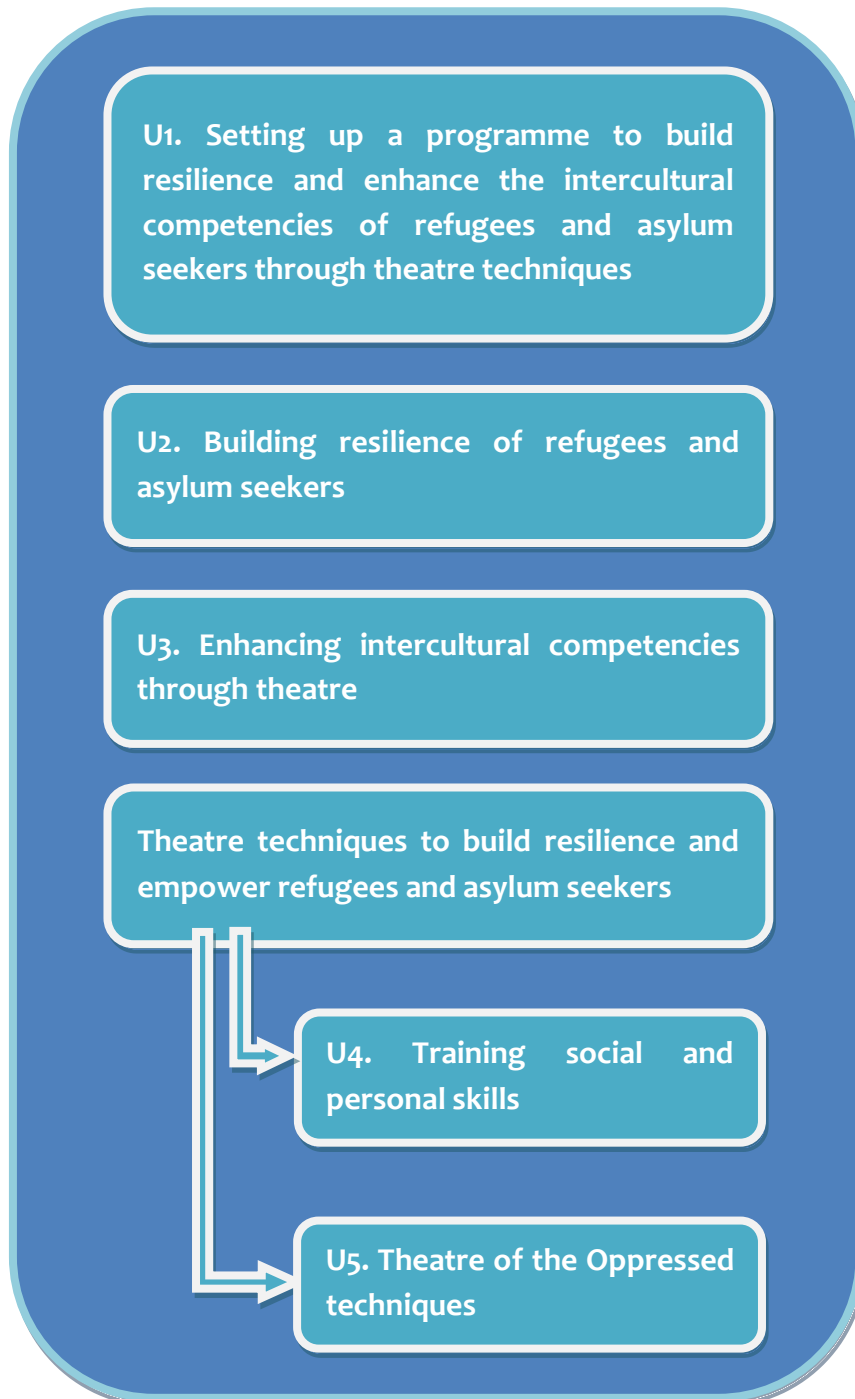 U1. Setting up a programme to build
resilience and enhance the intercultural
competencies of refugees and asylum
seekers through theatre techniques
U2. Building resilience of refugees and
asylum seekers
U3. Enhancing intercultural competencies
through theatre
Theatre techniques to build resilience and
empower refugees and asylum seekers
U4. Training social and
personal skills
U5. Theatre of the Oppressed
techniques